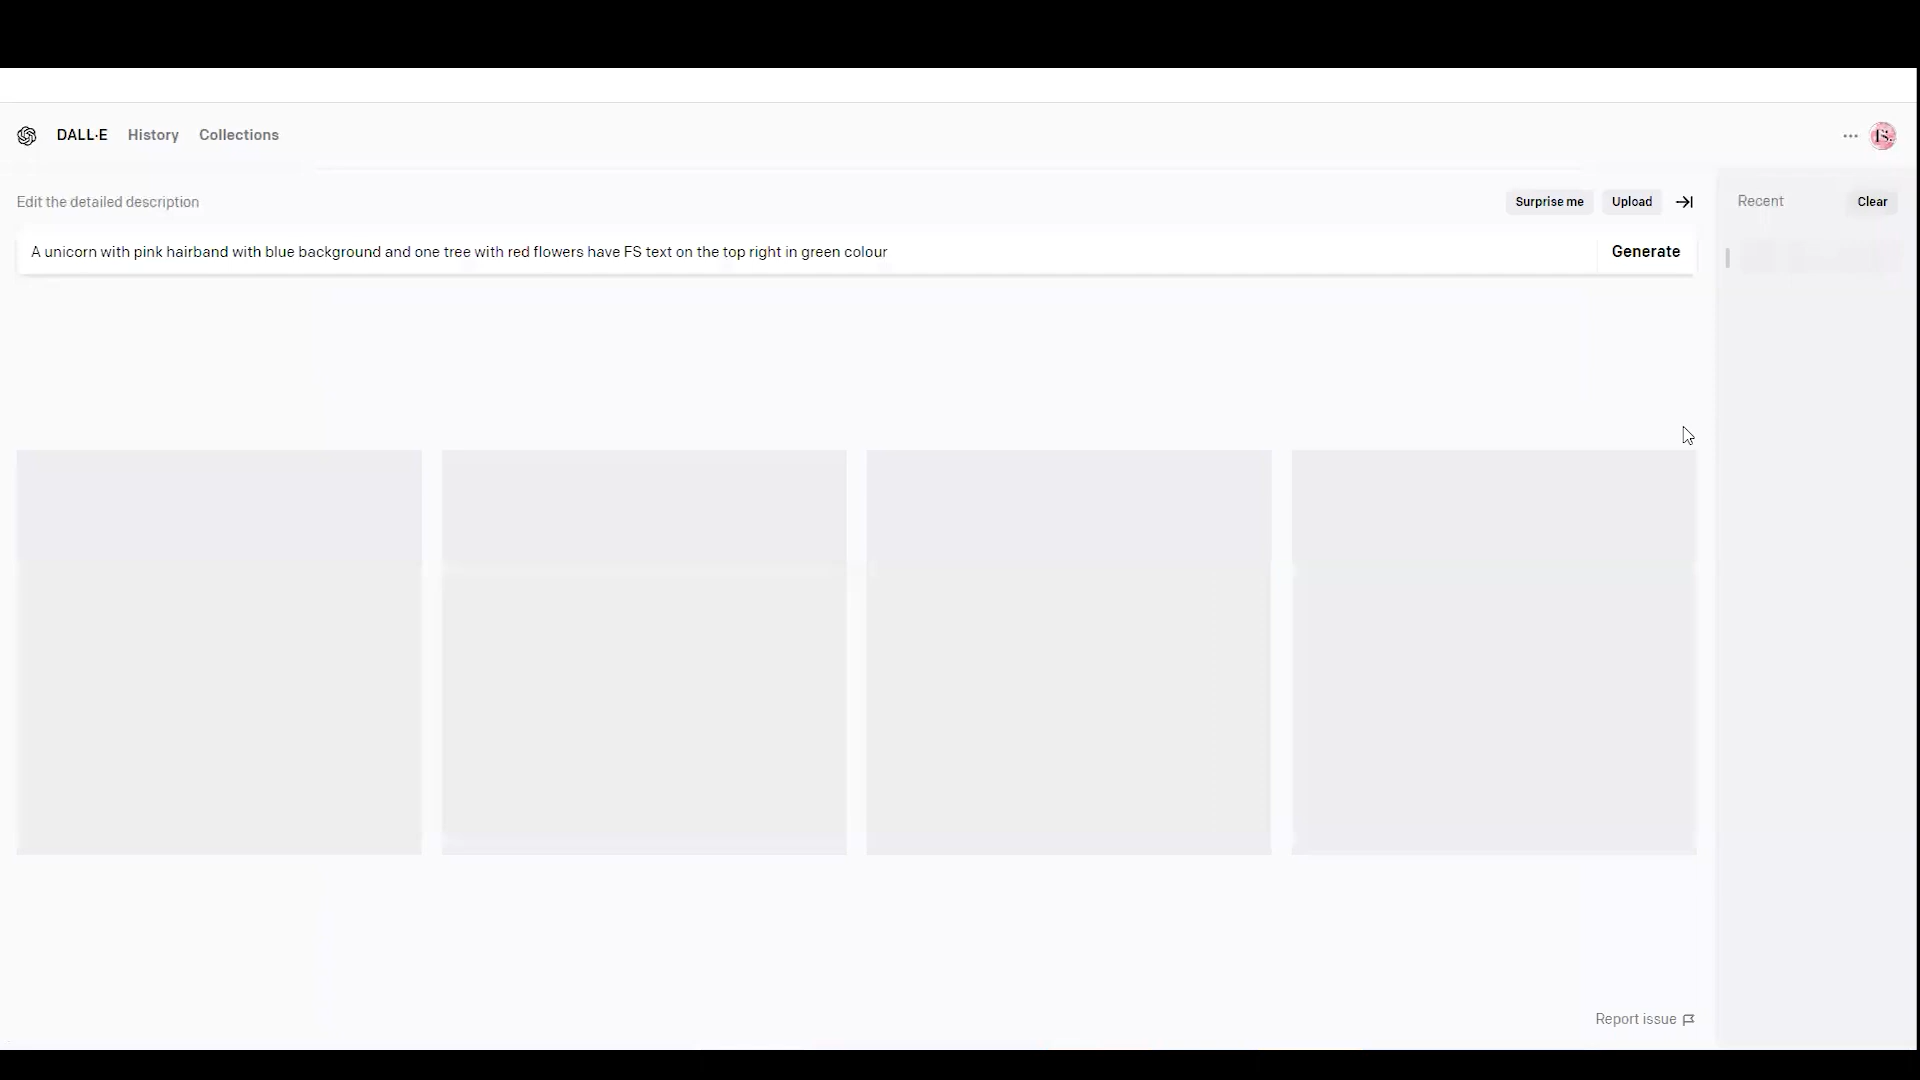 DALL·E History Collections
FS.
Edit the detailed description
Surprise me
Upload
Recent
Clear
A unicorn with pink hairband with blue background and one tree with red flowers have FS text on the top right in green colour
Generate
Report issue